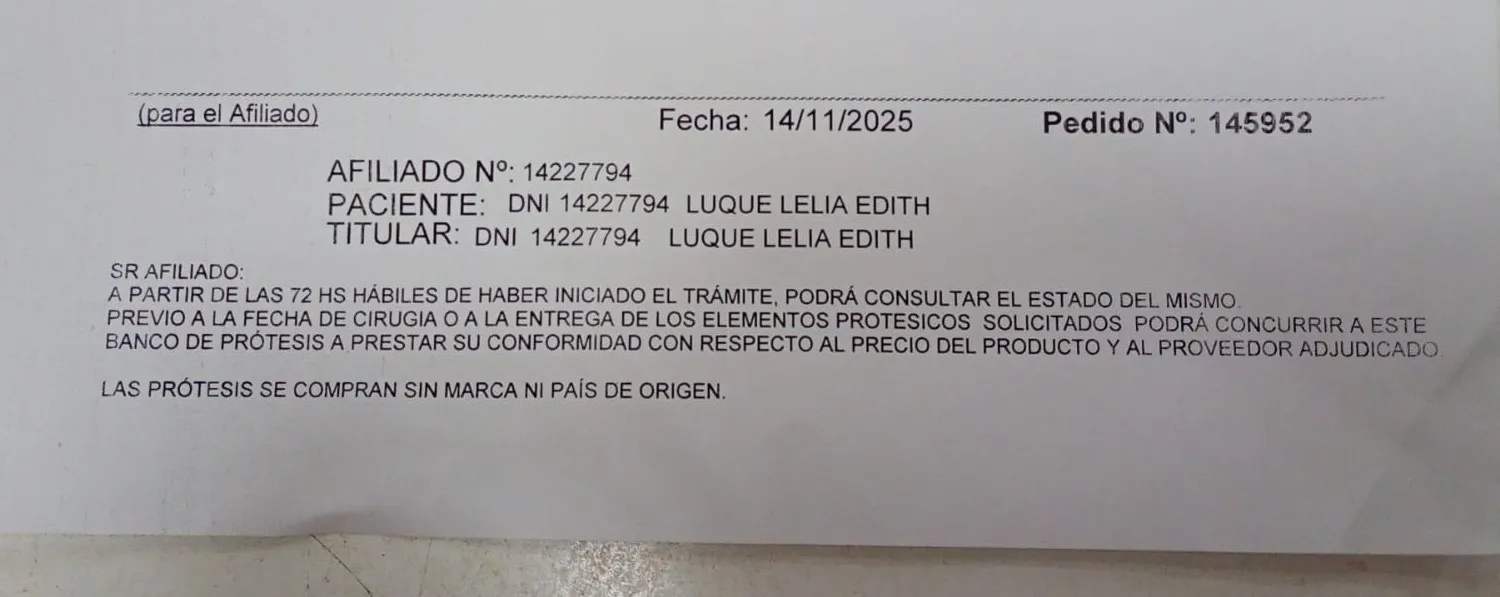 (para el Afiliado) Fecha: 14/11/2025 Pedido Nº: 145952
AFILIADO Nº: 14227794
PACIENTE: DNI 14227794 LUQUE LELIA EDITH
TITULAR: DNI 14227794 LUQUE LELIA EDITH
SR AFILIADO:
A PARTIR DE LAS 72 HS HÁBILES DE HABER INICIADO EL TRÁMITE, PODRÁ CONSULTAR EL ESTADO DEL MISMO.
PREVIO A LA FECHA DE CIRUGIA O A LA ENTREGA DE LOS ELEMENTOS PROTESICOS SOLICITADOS PODRÁ CONCURRIR A ESTE
BANCO DE PRÓTESIS A PRESTAR SU CONFORMIDAD CON RESPECTO AL PRECIO DEL PRODUCTO Y AL PROVEEDOR ADJUDICADO.
LAS PRÓTESIS SE COMPRAN SIN MARCA NI PAÍS DE ORIGEN.